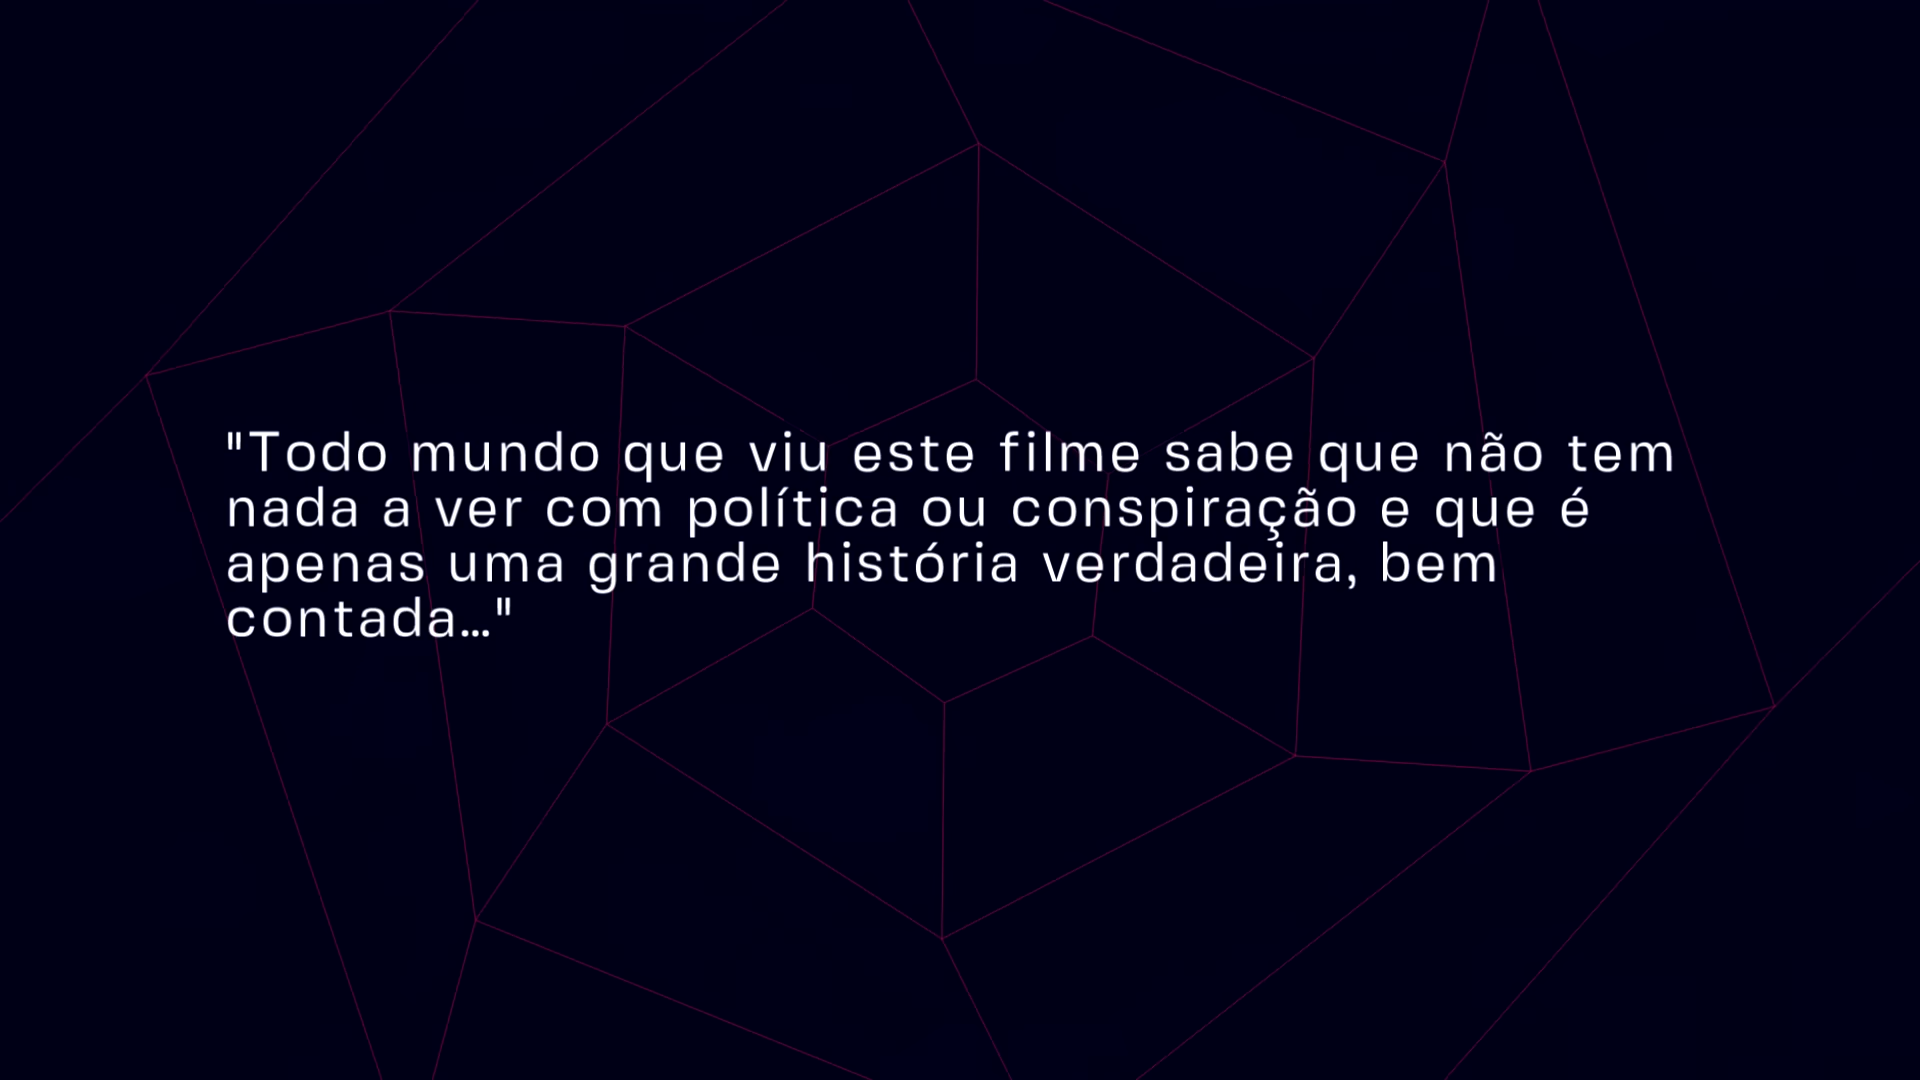 "Todo mundo que viu este filme sabe que não tem
nada a ver com política ou conspiração e que é
apenas uma grande história verdadeira, bem
contada..."